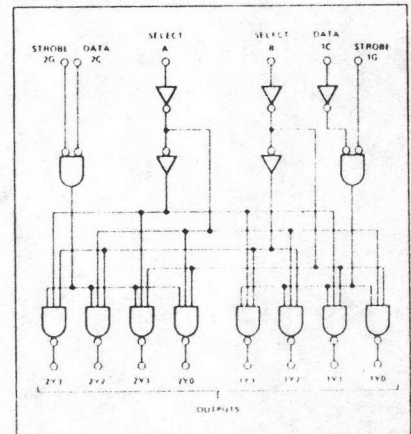 SELECT SELECT DATA
STROBE DATA A B 1C STROBE
2G 2C 1G
2Y3 2Y2 2Y1 2Y0 1Y3 1Y2 1Y1 1Y0
OUTPUTS